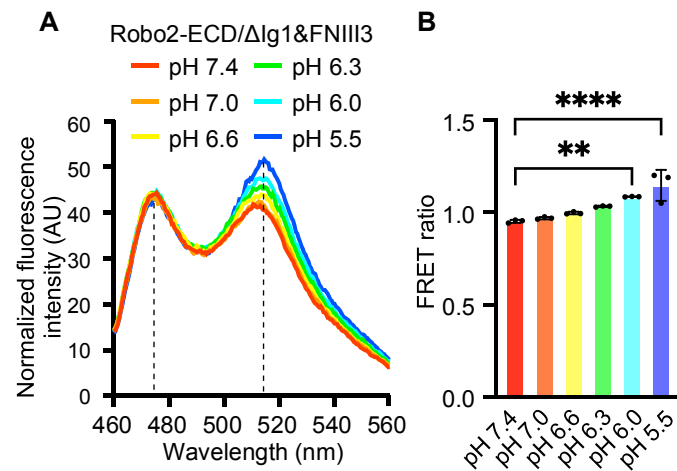 A
Robo2-ECD/ΔIg1&FNIII3
pH 7.4
pH 6.3
pH 7.0
pH 6.0
pH 6.6
pH 5.5
Normalized fluorescence
intensity (AU)
60
50
40
30
20
10
0
460
480
500
520
540
560
Wavelength (nm)
B
****
**
FRET ratio
1.5
1.0
0.5
0.0
pH 7.4
pH 7.0
pH 6.6
pH 6.3
pH 6.0
pH 5.5